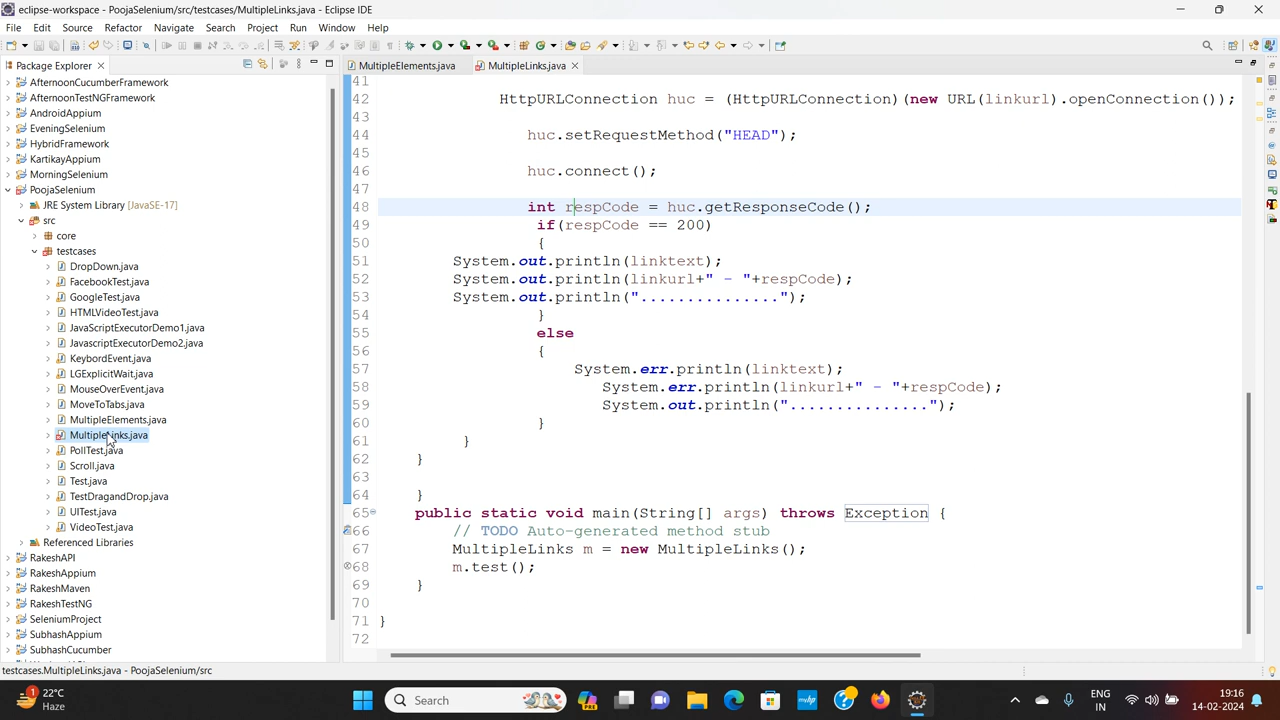 eclipse-workspace - PoojaSelenium/src/testcases/MultipleLinks.java - Eclipse IDE
File Edit Source Refactor Navigate Search Project Run Window Help
Package Explorer
MultipleElements.java
MultipleLinks.java
AfternoonCucumberFramework
AfternoonTestNGFramework
AndroidAppium
EveningSelenium
HybridFramework
KartikayAppium
MorningSelenium
PoojaSelenium
JRE System Library [JavaSE-17]
src
core
testcases
DropDown.java
FacebookTest.java
GoogleTest.java
HTMLVideoTest.java
JavaScriptExecutorDemo1.java
JavascriptExecutorDemo2.java
KeybordEvent.java
LGExplicitWait.java
MouseOverEvent.java
MoveToTabs.java
MultipleElements.java
MultipleLinks.java
PollTest.java
Scroll.java
Test.java
TestDragandDrop.java
UITest.java
VideoTest.java
Referenced Libraries
RakeshAPI
RakeshAppium
RakeshMaven
RakeshTestNG
SeleniumProject
SubhashAppium
SubhashCucumber
41
42 HttpURLConnection huc = (HttpURLConnection)(new URL(linkurl).openConnection());
43
44 huc.setRequestMethod("HEAD");
45
46 huc.connect();
47
48 int respCode = huc.getResponseCode();
49 if(respCode == 200)
50 {
51 System.out.println(linktext);
52 System.out.println(linkurl+" - "+respCode);
53 System.out.println("...............");
54 }
55 else
56 {
57 System.err.println(linktext);
58 System.err.println(linkurl+" - "+respCode);
59 System.out.println("...............");
60 }
61 }
62 }
63
64 }
65 public static void main(String[] args) throws Exception {
66 // TODO Auto-generated method stub
67 MultipleLinks m = new MultipleLinks();
68 m.test();
69 }
70
71 }
72
testcases.MultipleLinks.java - PoojaSelenium/src
22°C
Haze
Search
ENG
IN
19:16
14-02-2024